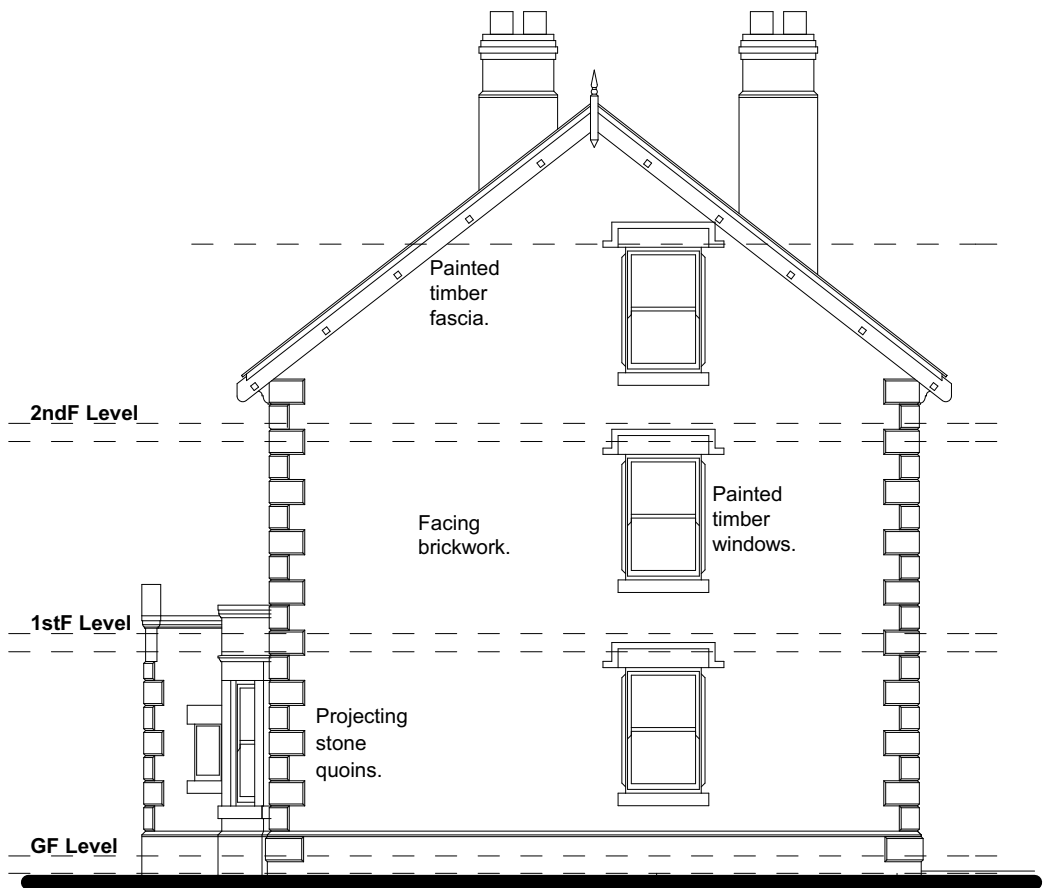 Painted
timber
fascia.
2ndF Level
Facing
brickwork.
Painted
timber
windows.
1stF Level
Projecting
stone
quoins.
GF Level